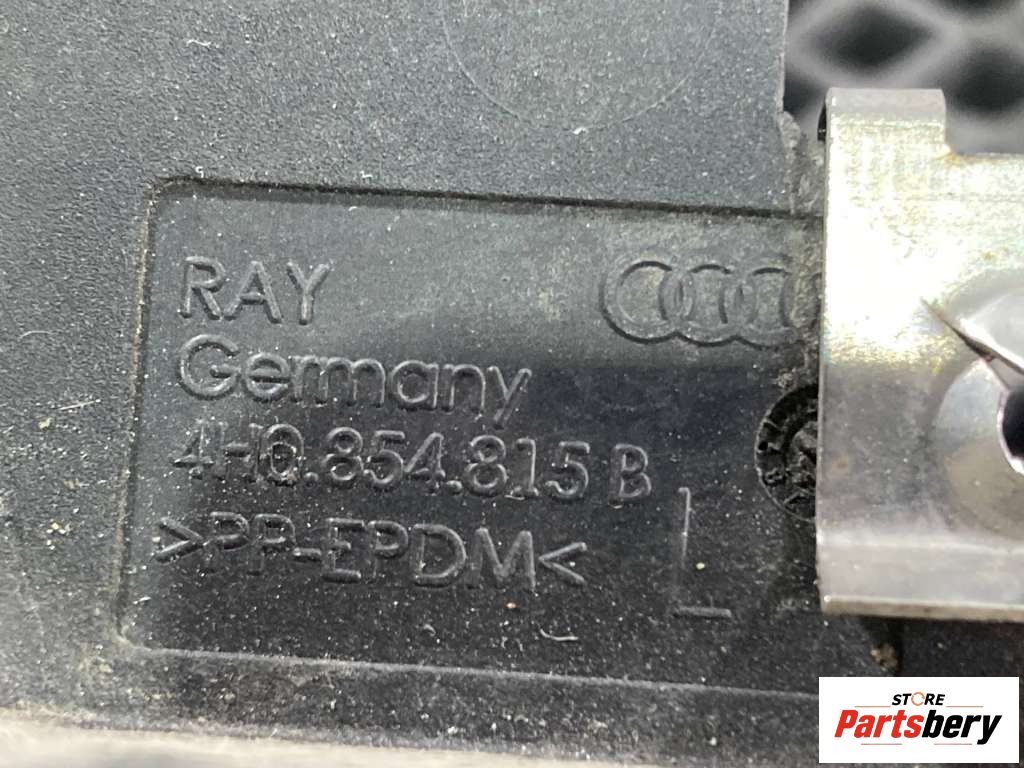 RAY
Germany
4H0.854.815 B
>PP-EPDM<
L
STORE
Partsbery